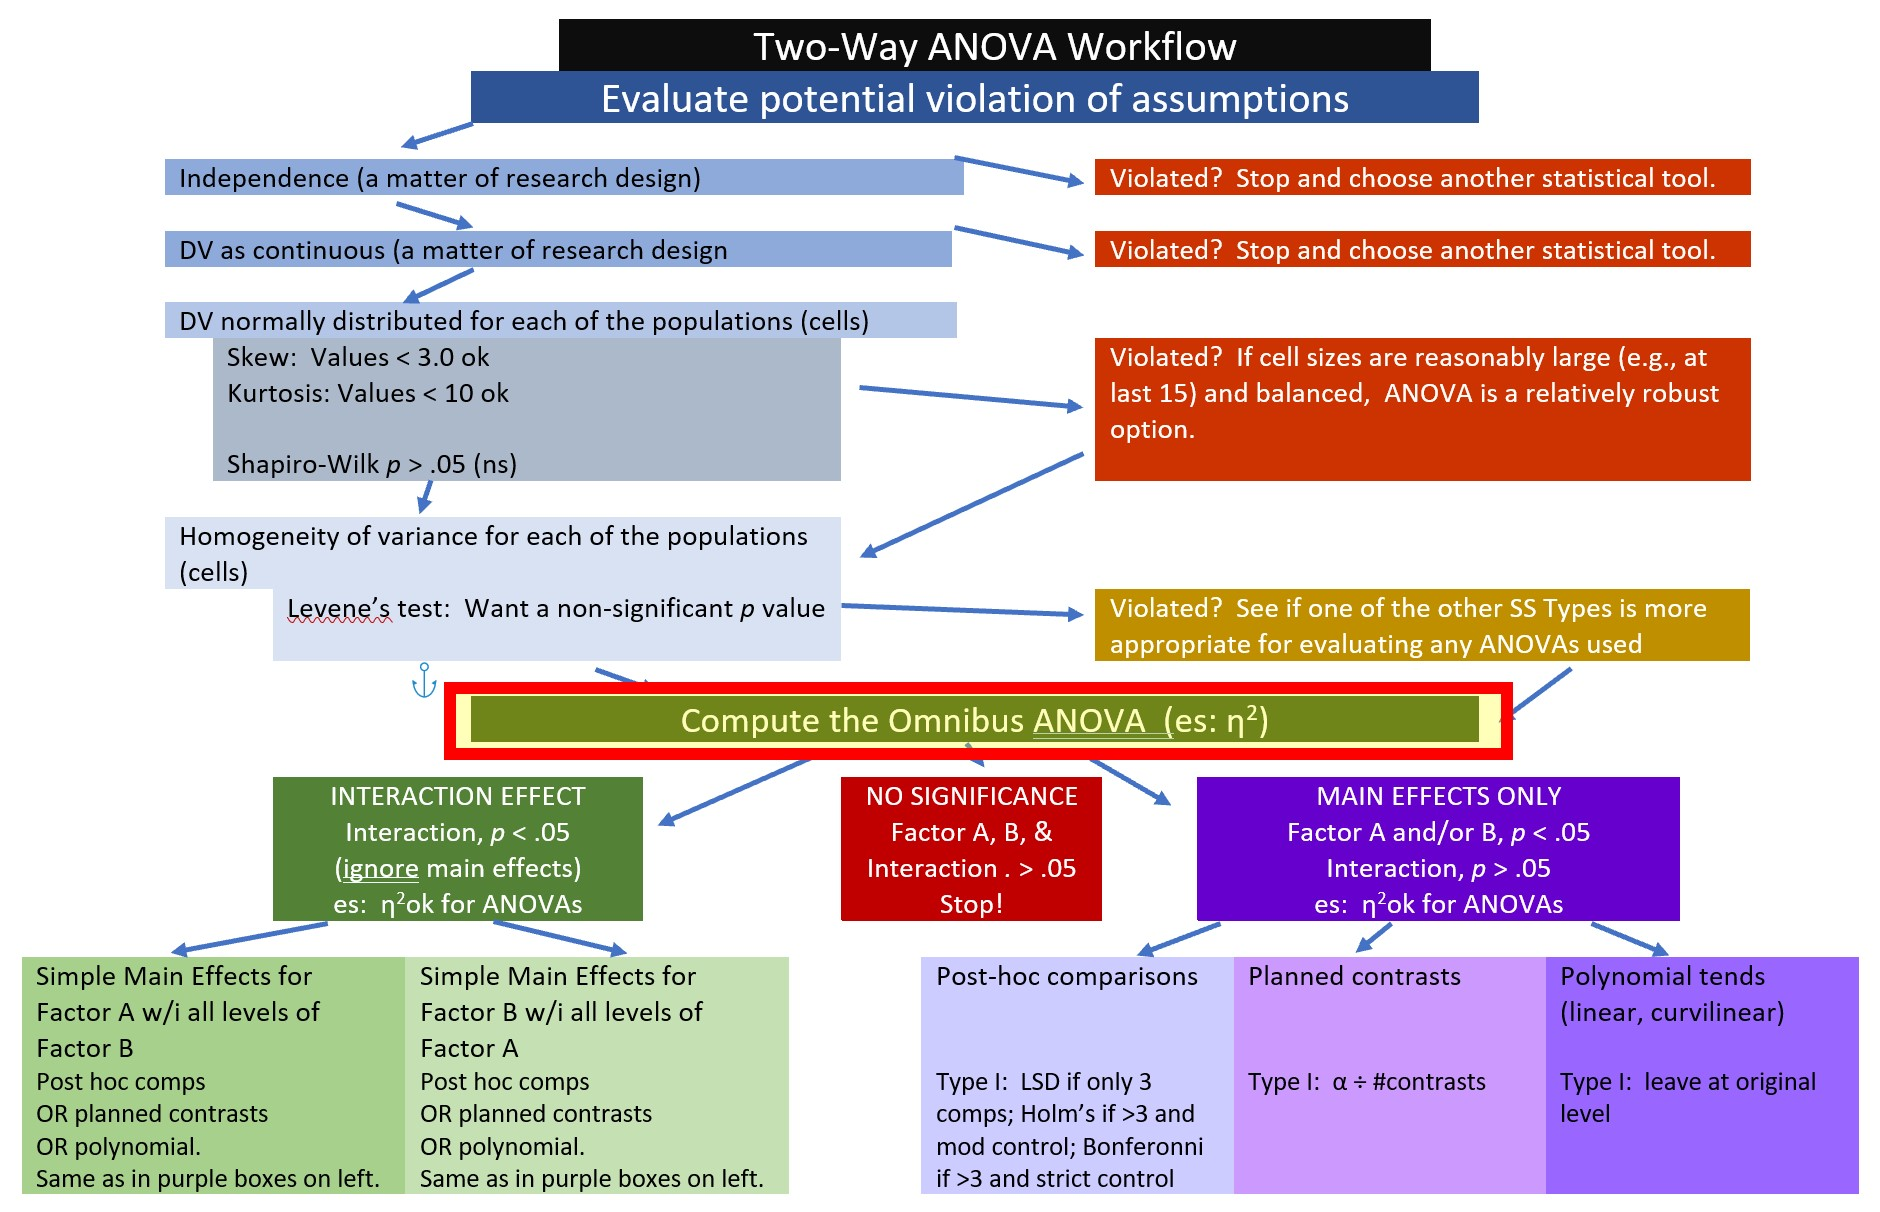 Two-Way ANOVA Workflow
Evaluate potential violation of assumptions
Independence (a matter of research design)
Violated?  Stop and choose another statistical tool.
DV as continuous (a matter of research design
Violated?  Stop and choose another statistical tool.
DV normally distributed for each of the populations (cells)
Skew:  Values < 3.0 ok
Kurtosis: Values < 10 ok
Shapiro-Wilk p > .05 (ns)
Violated?  If cell sizes are reasonably large (e.g., at
last 15) and balanced,  ANOVA is a relatively robust
option.
Homogeneity of variance for each of the populations
(cells)
Levene's test:  Want a non-significant p value
Violated?  See if one of the other SS Types is more
appropriate for evaluating any ANOVAs used
Compute the Omnibus ANOVA  (es: η²)
INTERACTION EFFECT
Interaction, p < .05
(ignore main effects)
es:  η²ok for ANOVAs
NO SIGNIFICANCE
Factor A, B, &
Interaction . > .05
Stop!
MAIN EFFECTS ONLY
Factor A and/or B, p < .05
Interaction, p > .05
es:  η²ok for ANOVAs
Simple Main Effects for
Factor A w/i all levels of
Factor B
Post hoc comps
OR planned contrasts
OR polynomial.
Same as in purple boxes on left.
Simple Main Effects for
Factor B w/i all levels of
Factor A
Post hoc comps
OR planned contrasts
OR polynomial.
Same as in purple boxes on left.
Post-hoc comparisons
Type I:  LSD if only 3
comps; Holm's if >3 and
mod control; Bonferonni
if >3 and strict control
Planned contrasts
Type I:  α ÷ #contrasts
Polynomial tends
(linear, curvilinear)
Type I:  leave at original
level